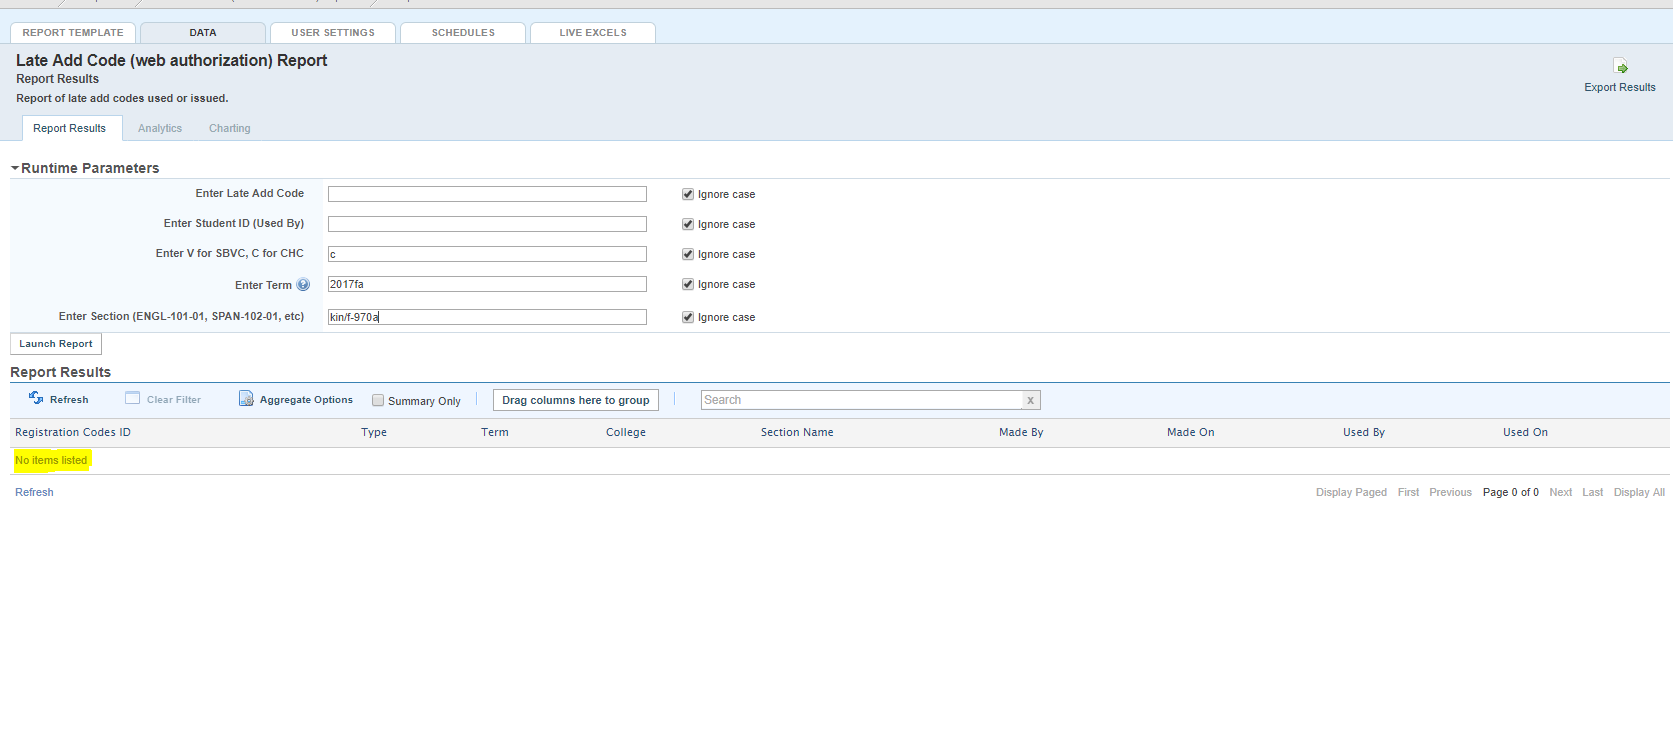 REPORT TEMPLATE DATA USER SETTINGS SCHEDULES LIVE EXCELS
Late Add Code (web authorization) Report
Report Results
Report of late add codes used or issued.
Export Results
Report Results Analytics Charting
Runtime Parameters
Enter Late Add Code Ignore case
Enter Student ID (Used By) Ignore case
Enter V for SBVC, C for CHC c Ignore case
Enter Term ? 2017fa Ignore case
Enter Section (ENGL-101-01, SPAN-102-01, etc) kin/f-970a Ignore case
Launch Report
Report Results
Refresh Clear Filter Aggregate Options Summary Only Drag columns here to group Search x
Registration Codes ID Type Term College Section Name Made By Made On Used By Used On
No items listed
Refresh Display Paged First Previous Page 0 of 0 Next Last Display All